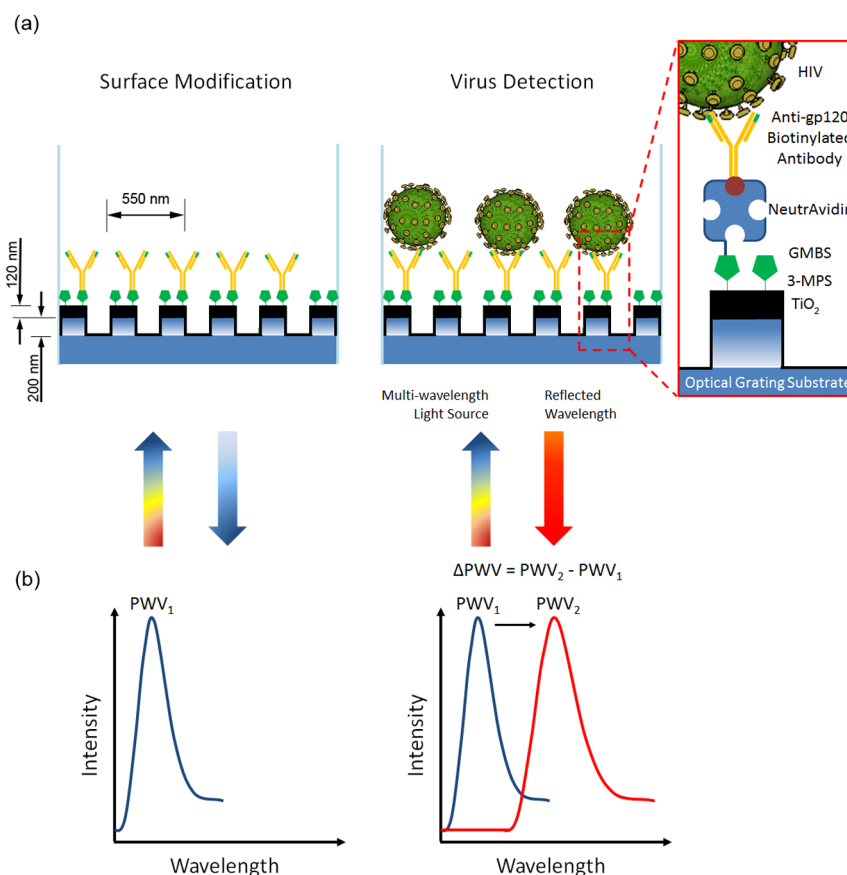 (a)
Surface Modification
Virus Detection
550 nm
120 nm
200 nm
HIV
Anti-gp120
Biotinylated
Antibody
NeutrAvidin
GMBS
3-MPS
TiO₂
Optical Grating Substrate
Multi-wavelength
Light Source
Reflected
Wavelength
(b)
ΔPWV = PWV₂ - PWV₁
PWV₁
Intensity
Wavelength
PWV₁
PWV₂
Intensity
Wavelength